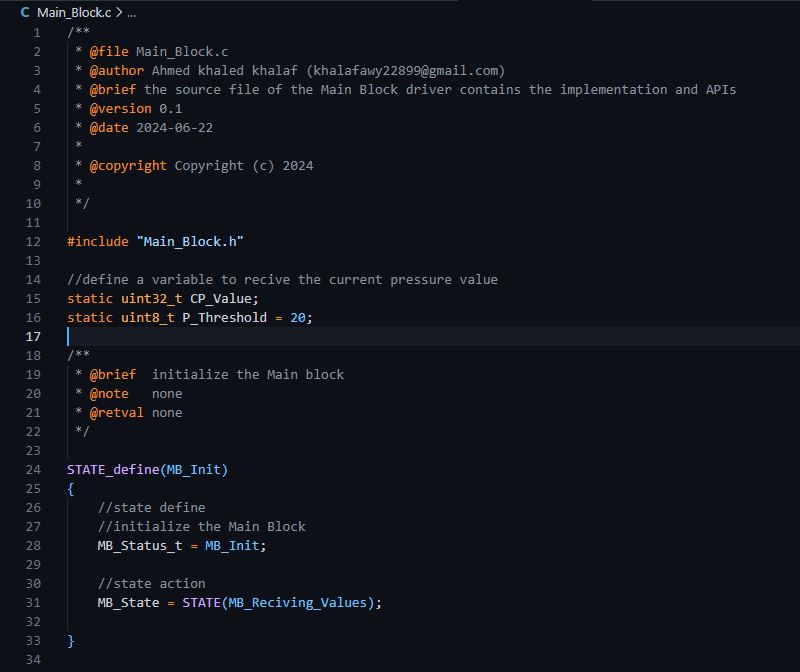 C Main_Block.c > ...
1 /**
2  * @file Main_Block.c
3  * @author Ahmed khaled khalaf (khalafawy22899@gmail.com)
4  * @brief the source file of the Main Block driver contains the implementation and APIs
5  * @version 0.1
6  * @date 2024-06-22
7  *
8  * @copyright Copyright (c) 2024
9  *
10  */
11
12 #include "Main_Block.h"
13
14 //define a variable to recive the current pressure value
15 static uint32_t CP_Value;
16 static uint8_t P_Threshold = 20;
17
18 /**
19  * @brief  initialize the Main block
20  * @note   none
21  * @retval none
22  */
23
24 STATE_define(MB_Init)
25 {
26     //state define
27     //initialize the Main Block
28     MB_Status_t = MB_Init;
29
30     //state action
31     MB_State = STATE(MB_Reciving_Values);
32
33 }
34